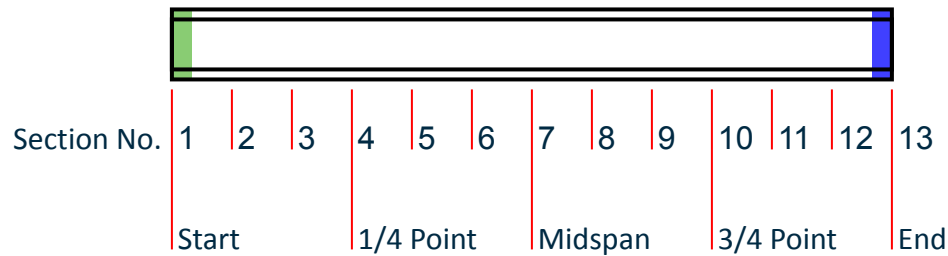 Section No. 1 2 3 4 5 6 7 8 9 10 11 12 13
Start 1/4 Point Midspan 3/4 Point End